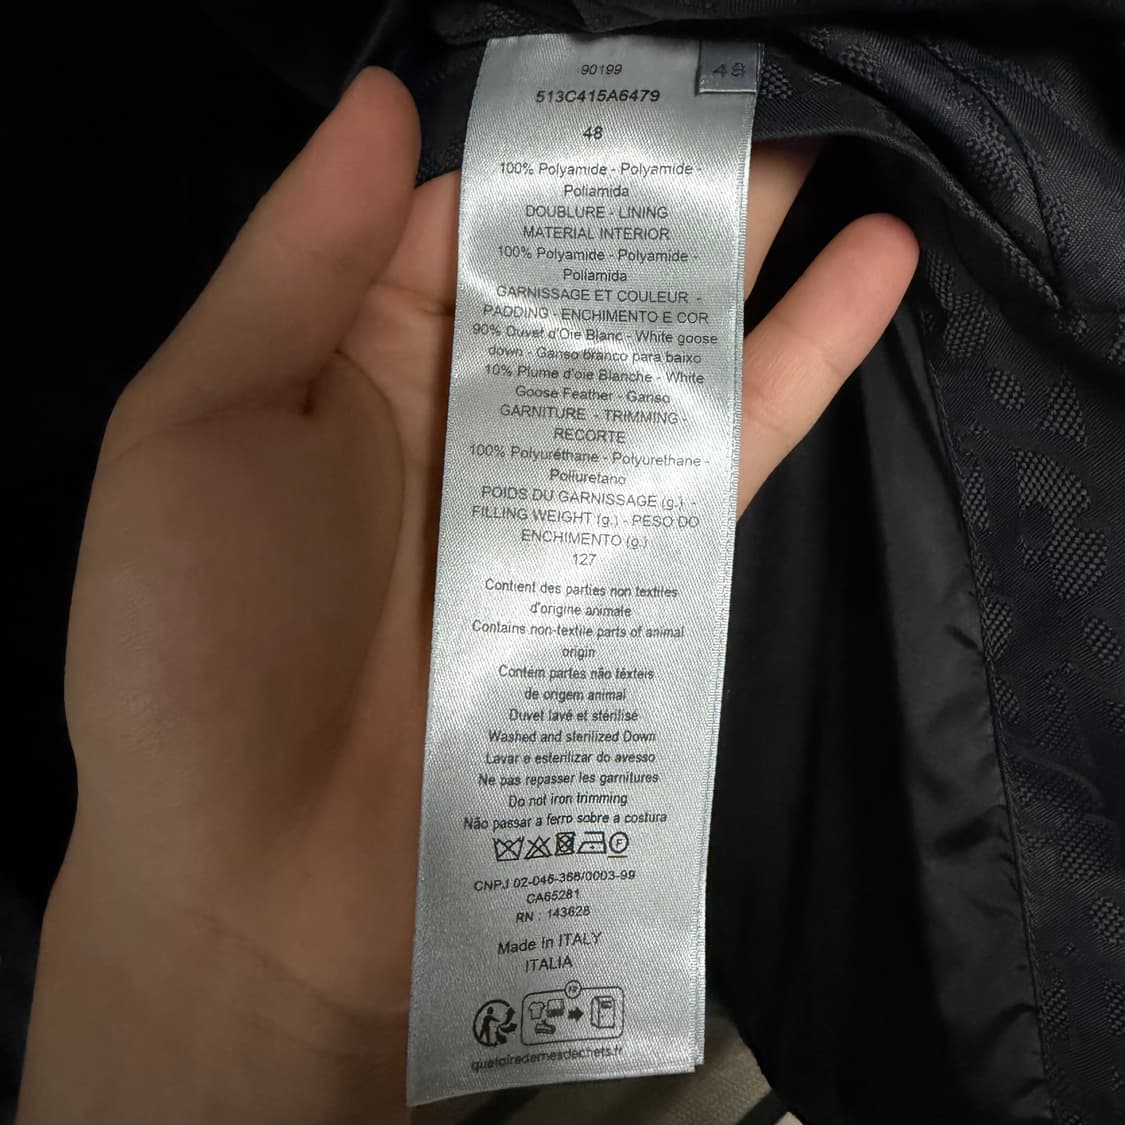 90199
48
513C415A6479
48
100% Polyamide - Polyamide -
Poliamida
DOUBLURE - LINING
MATERIAL INTERIOR
100% Polyamide - Polyamide -
Poliamida
GARNISSAGE ET COULEUR -
PADDING - ENCHIMENTO E COR
90% Duvet d'Oie Blanc - White goose
down - Ganso branco para baixo
10% Plume d'oie Blanche - White
Goose Feather - Ganso
GARNITURE - TRIMMING -
RECORTE
100% Polyuréthane - Polyurethane -
Poliuretano
POIDS DU GARNISSAGE (g.) -
FILLING WEIGHT (g.) - PESO DO
ENCHIMENTO (g.)
127
Contient des parties non textiles
d'origine animale
Contains non-textile parts of animal
origin
Contém partes não têxteis
de origem animal
Duvet lavé et stérilisé
Washed and sterilized Down
Lavar e esterilizar do avesso
Ne pas repasser les garnitures
Do not iron trimming
Não passar a ferro sobre a costura
F
CNPJ 02-046-368/0003-99
CA65281
RN : 143628
Made in ITALY
ITALIA
FR
quefairedemesdechets.fr